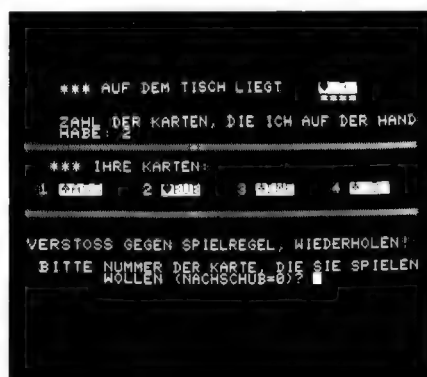 *** AUF DEM TISCH LIEGT
ZAHL DER KARTEN, DIE ICH AUF DER HAND
HABE: 2
*** IHRE KARTEN:
1 2 3 4
VERSTOSS GEGEN SPIELREGEL, WIEDERHOLEN!
BITTE NUMMER DER KARTE, DIE SIE SPIELEN
WOLLEN (NACHSCHUB=0)?